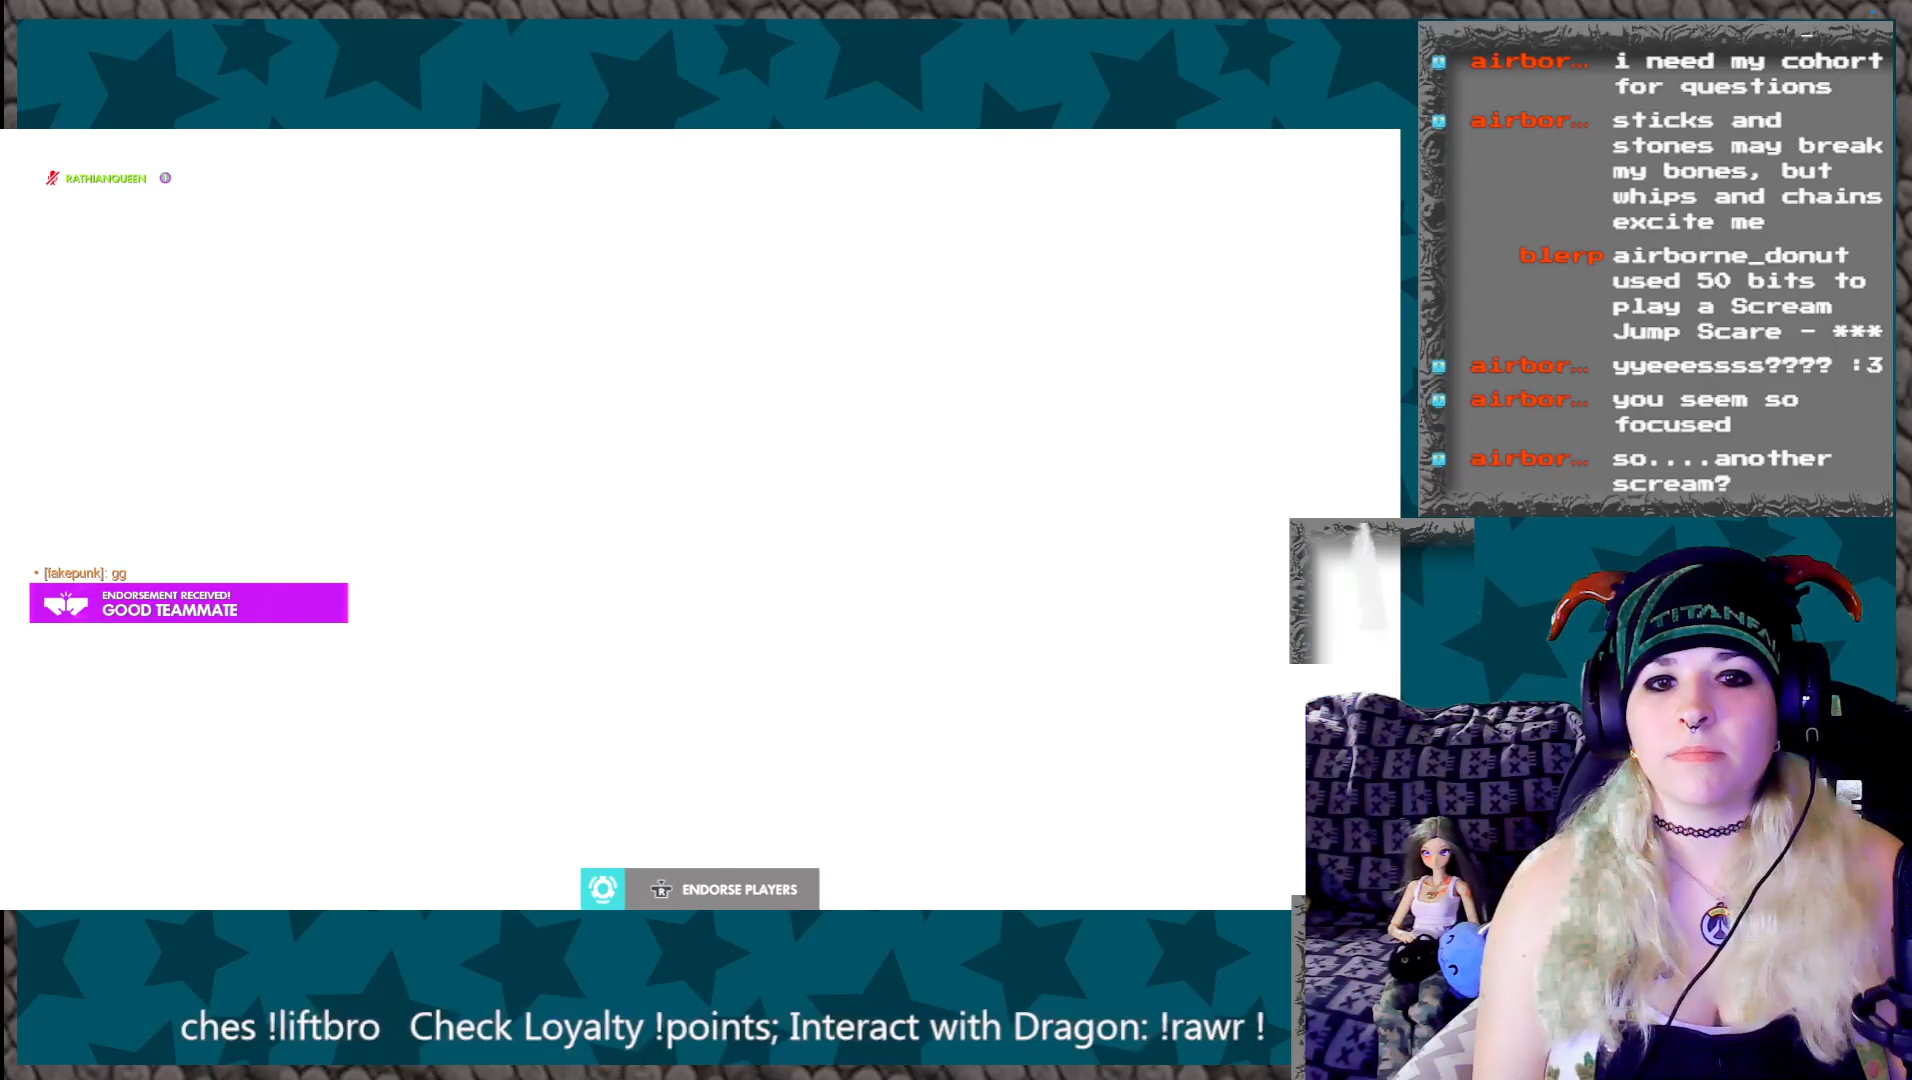 airbor... i need my cohort
for questions
airbor... sticks and
stones may break
my bones, but
whips and chains
excite me
blerp airborne_donut
used 50 bits to
play a Scream
Jump Scare - ***
airbor... yyeeessss???? :3
airbor... you seem so
focused
airbor... so....another
scream?
RATHIANQUEEN
• [fakepunk]: gg
ENDORSEMENT RECEIVED!
GOOD TEAMMATE
TITANFA
R ENDORSE PLAYERS
ches !liftbro Check Loyalty !points; Interact with Dragon: !rawr !